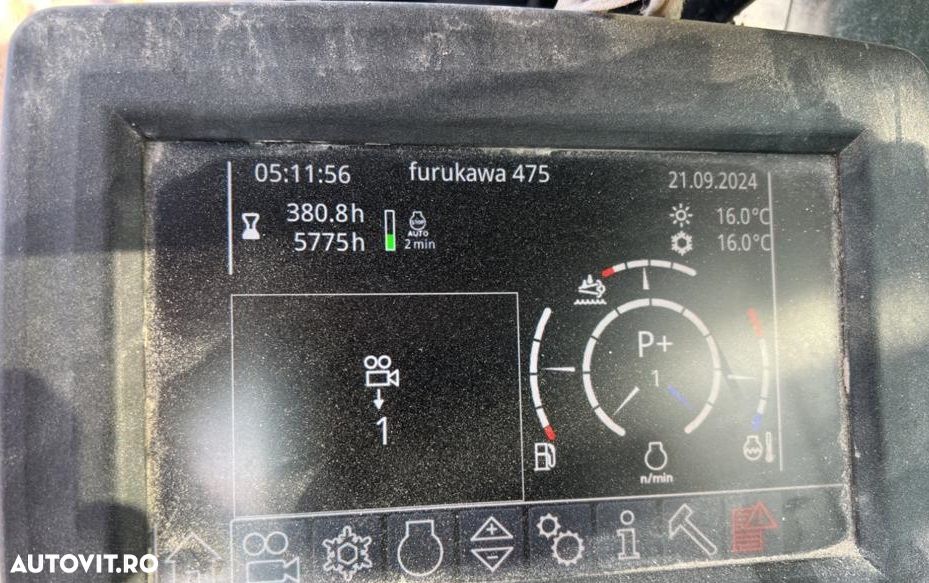 05:11:56 furukawa 475 21.09.2024
380.8h 16.0°C
5775h AUTO 2 min 16.0°C
P+
1
1
n/min
AUTOVIT.RO